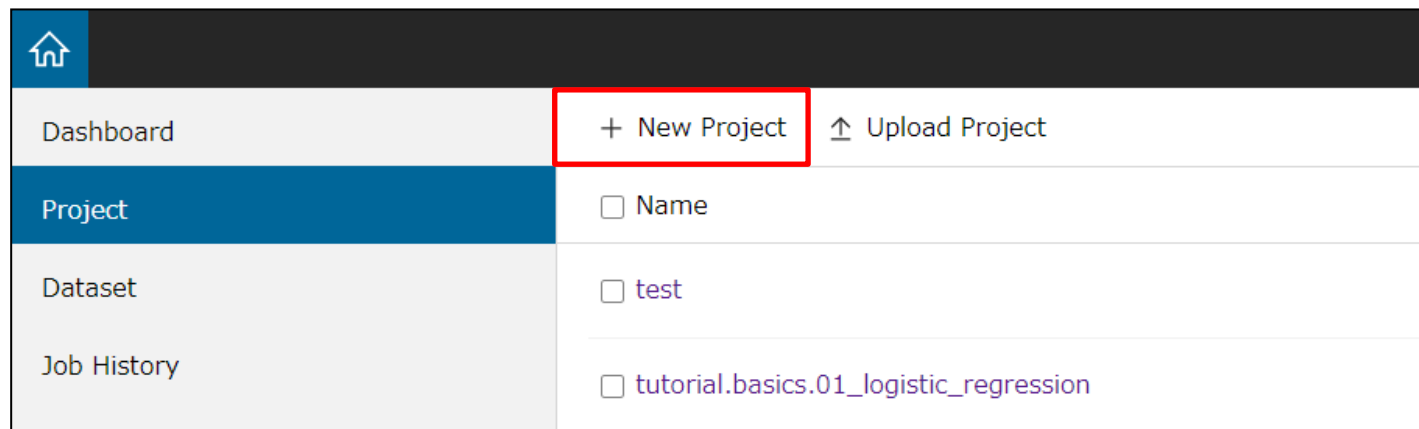 Dashboard
Project
Dataset
Job History
+ New Project
Upload Project
Name
test
tutorial.basics.01_logistic_regression